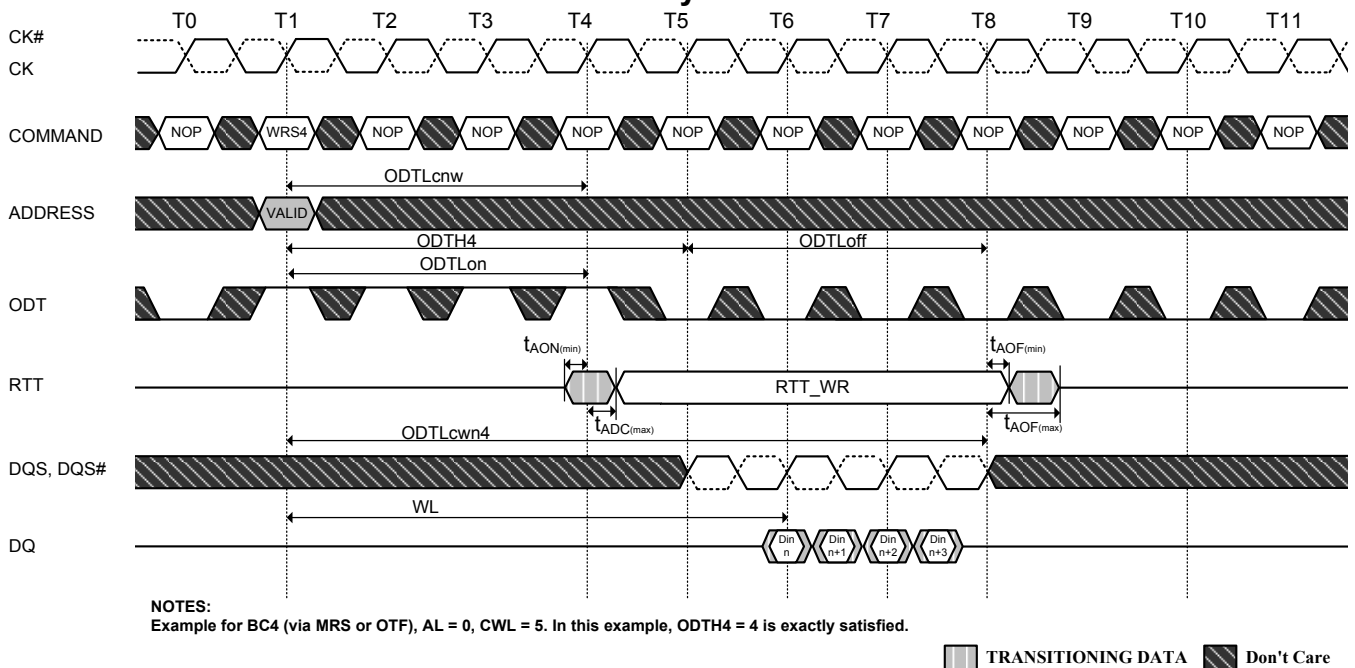 T0 T1 T2 T3 T4 T5 T6 T7 T8 T9 T10 T11
CK#
CK
COMMAND NOP WRS4 NOP NOP NOP NOP NOP NOP NOP NOP NOP NOP
ODTLcnw
ADDRESS VALID
ODTH4 ODTLoff
ODTLon
ODT
tAON(min) tAOF(min)
RTT RTT_WR
tADC(max) tAOF(max)
ODTLcwn4
DQS, DQS#
WL
DQ Din n Din n+1 Din n+2 Din n+3
NOTES:
Example for BC4 (via MRS or OTF), AL = 0, CWL = 5. In this example, ODTH4 = 4 is exactly satisfied.
TRANSITIONING DATA Don't Care